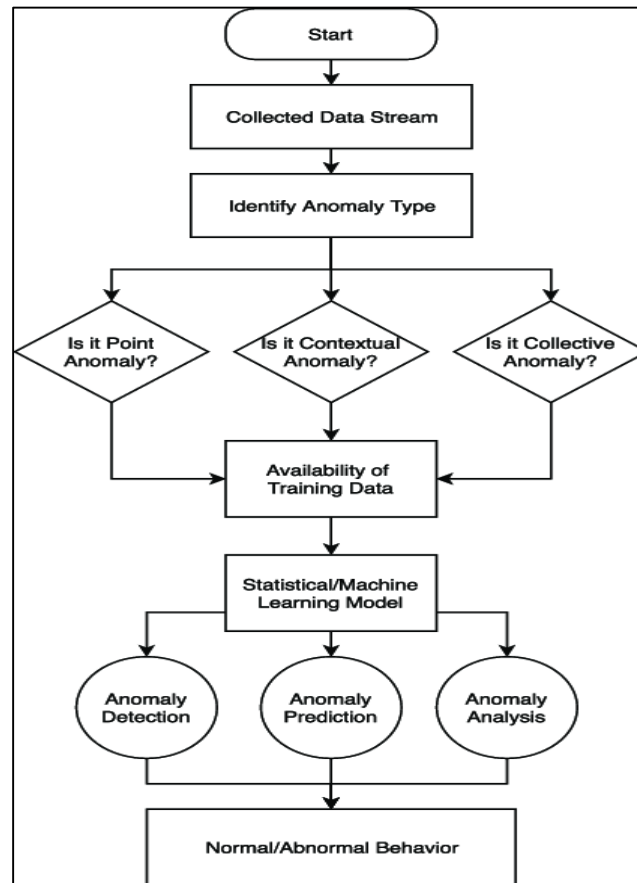 Start
Collected Data Stream
Identify Anomaly Type
Is it Point
Anomaly?
Is it Contextual
Anomaly?
Is it Collective
Anomaly?
Availability of
Training Data
Statistical/Machine
Learning Model
Anomaly
Detection
Anomaly
Prediction
Anomaly
Analysis
Normal/Abnormal Behavior